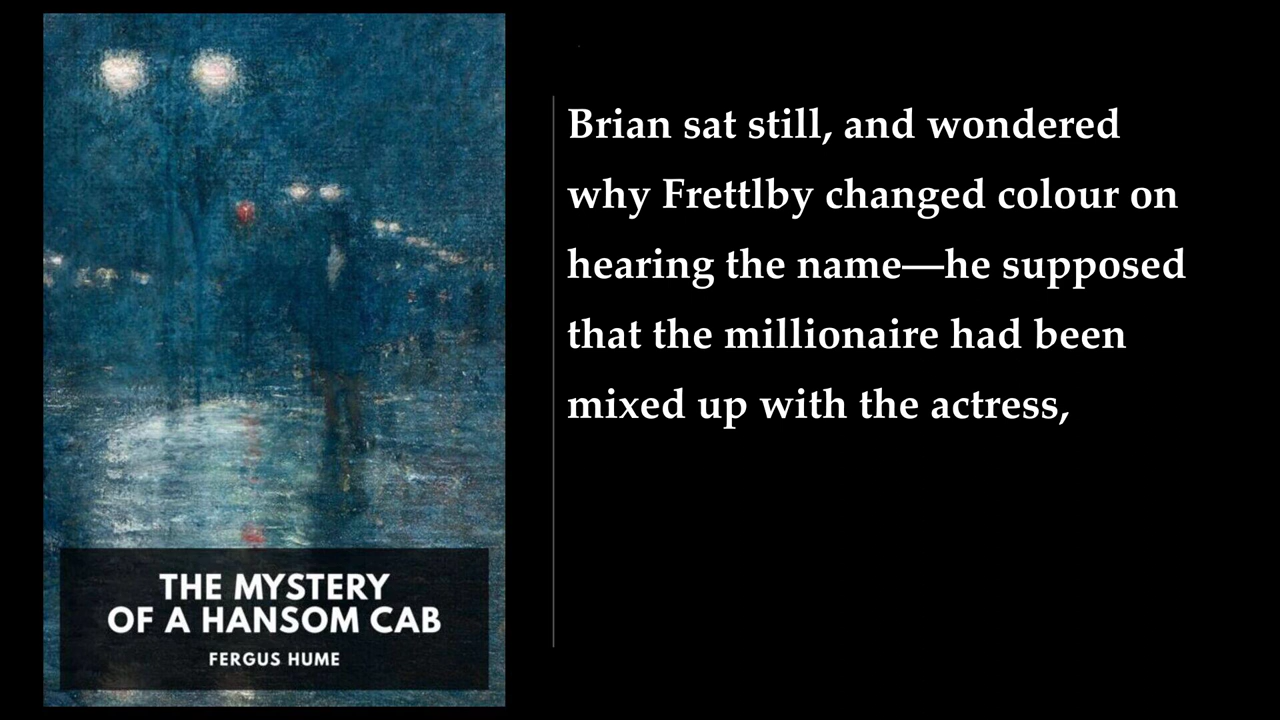 THE MYSTERY
OF A HANSOM CAB
FERGUS HUME
Brian sat still, and wondered
why Frettlby changed colour on
hearing the name—he supposed
that the millionaire had been
mixed up with the actress,